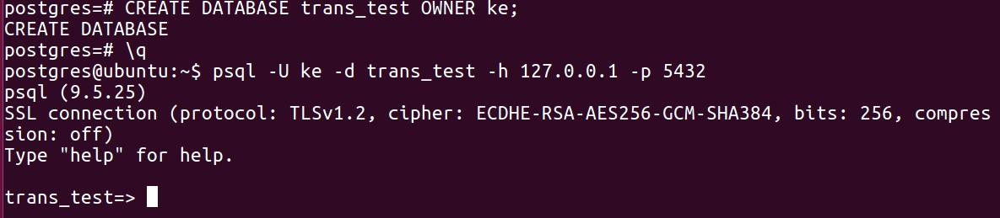 postgres=# CREATE DATABASE trans_test OWNER ke;
CREATE DATABASE
postgres=# \q
postgres@ubuntu:~$ psql -U ke -d trans_test -h 127.0.0.1 -p 5432
psql (9.5.25)
SSL connection (protocol: TLSv1.2, cipher: ECDHE-RSA-AES256-GCM-SHA384, bits: 256, compres
sion: off)
Type "help" for help.
trans_test=>